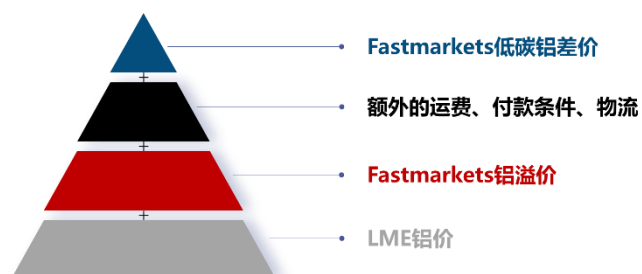 Fastmarkets低碳铝差价
+
额外的运费、付款条件、物流
+
Fastmarkets铝溢价
+
LME铝价